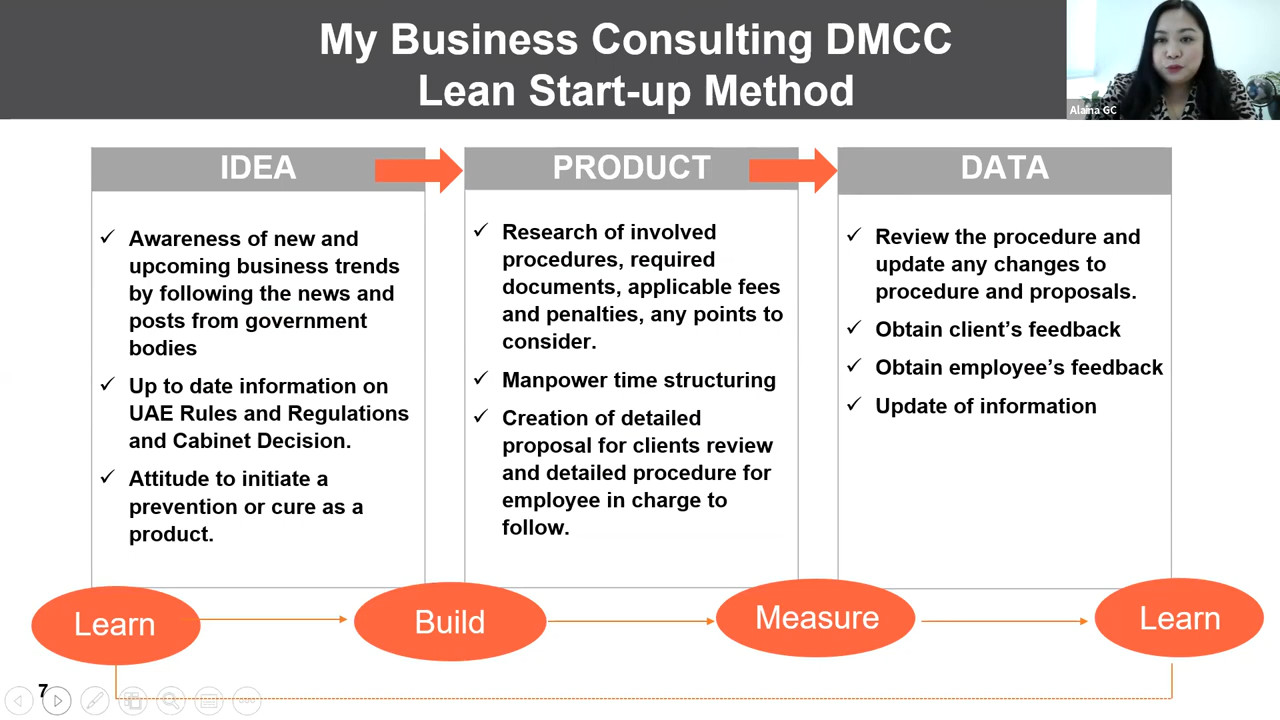 My Business Consulting DMCC
Lean Start-up Method
Alaina GC
IDEA
PRODUCT
DATA
Awareness of new and
upcoming business trends
by following the news and
posts from government
bodies
Up to date information on
UAE Rules and Regulations
and Cabinet Decision.
Attitude to initiate a
prevention or cure as a
product.
Research of involved
procedures, required
documents, applicable fees
and penalties, any points to
consider.
Manpower time structuring
Creation of detailed
proposal for clients review
and detailed procedure for
employee in charge to
follow.
Review the procedure and
update any changes to
procedure and proposals.
Obtain client’s feedback
Obtain employee’s feedback
Update of information
Learn
Build
Measure
Learn
7